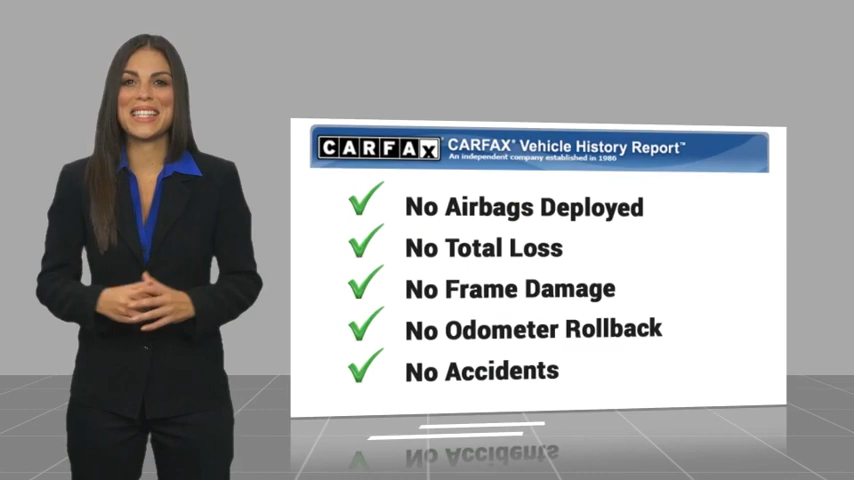 CARFAX CARFAX® Vehicle History Report™
An independent company established in 1986
No Airbags Deployed
No Total Loss
No Frame Damage
No Odometer Rollback
No Accidents
No Accidents